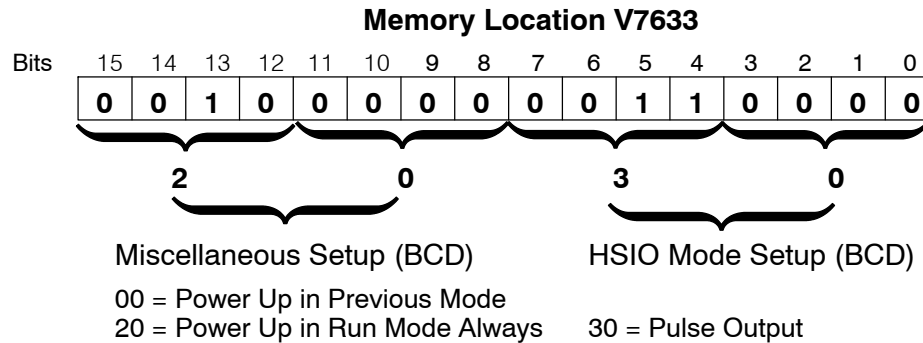 Memory Location V7633
Bits 15 14 13 12 11 10 9 8 7 6 5 4 3 2 1 0
0 0 1 0 0 0 0 0 0 0 1 1 0 0 0 0
2 0 3 0
Miscellaneous Setup (BCD) HSIO Mode Setup (BCD)
00 = Power Up in Previous Mode
20 = Power Up in Run Mode Always 30 = Pulse Output